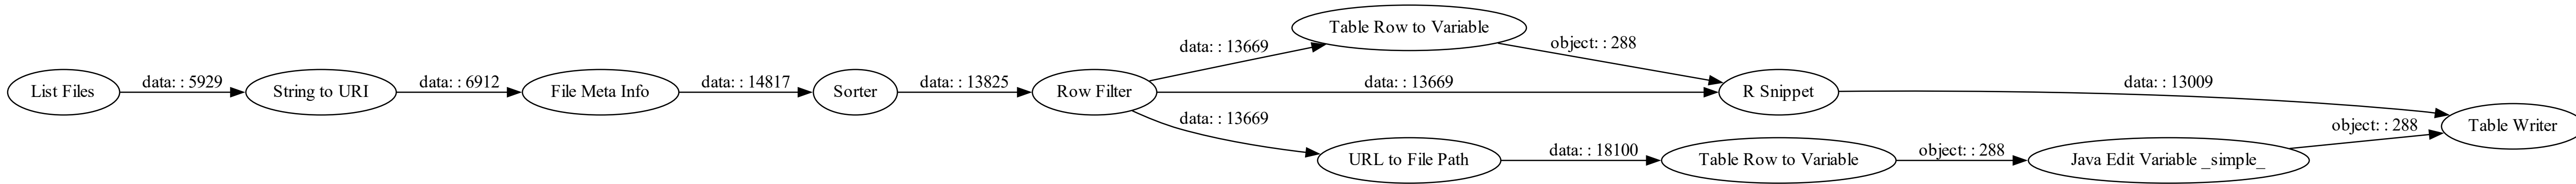 List Files
data: : 5929
String to URI
data: : 6912
File Meta Info
data: : 14817
Sorter
data: : 13825
Row Filter
data: : 13669
Table Row to Variable
object: : 288
data: : 13669
R Snippet
data: : 13009
data: : 13669
URL to File Path
data: : 18100
Table Row to Variable
object: : 288
Java Edit Variable _simple_
object: : 288
Table Writer